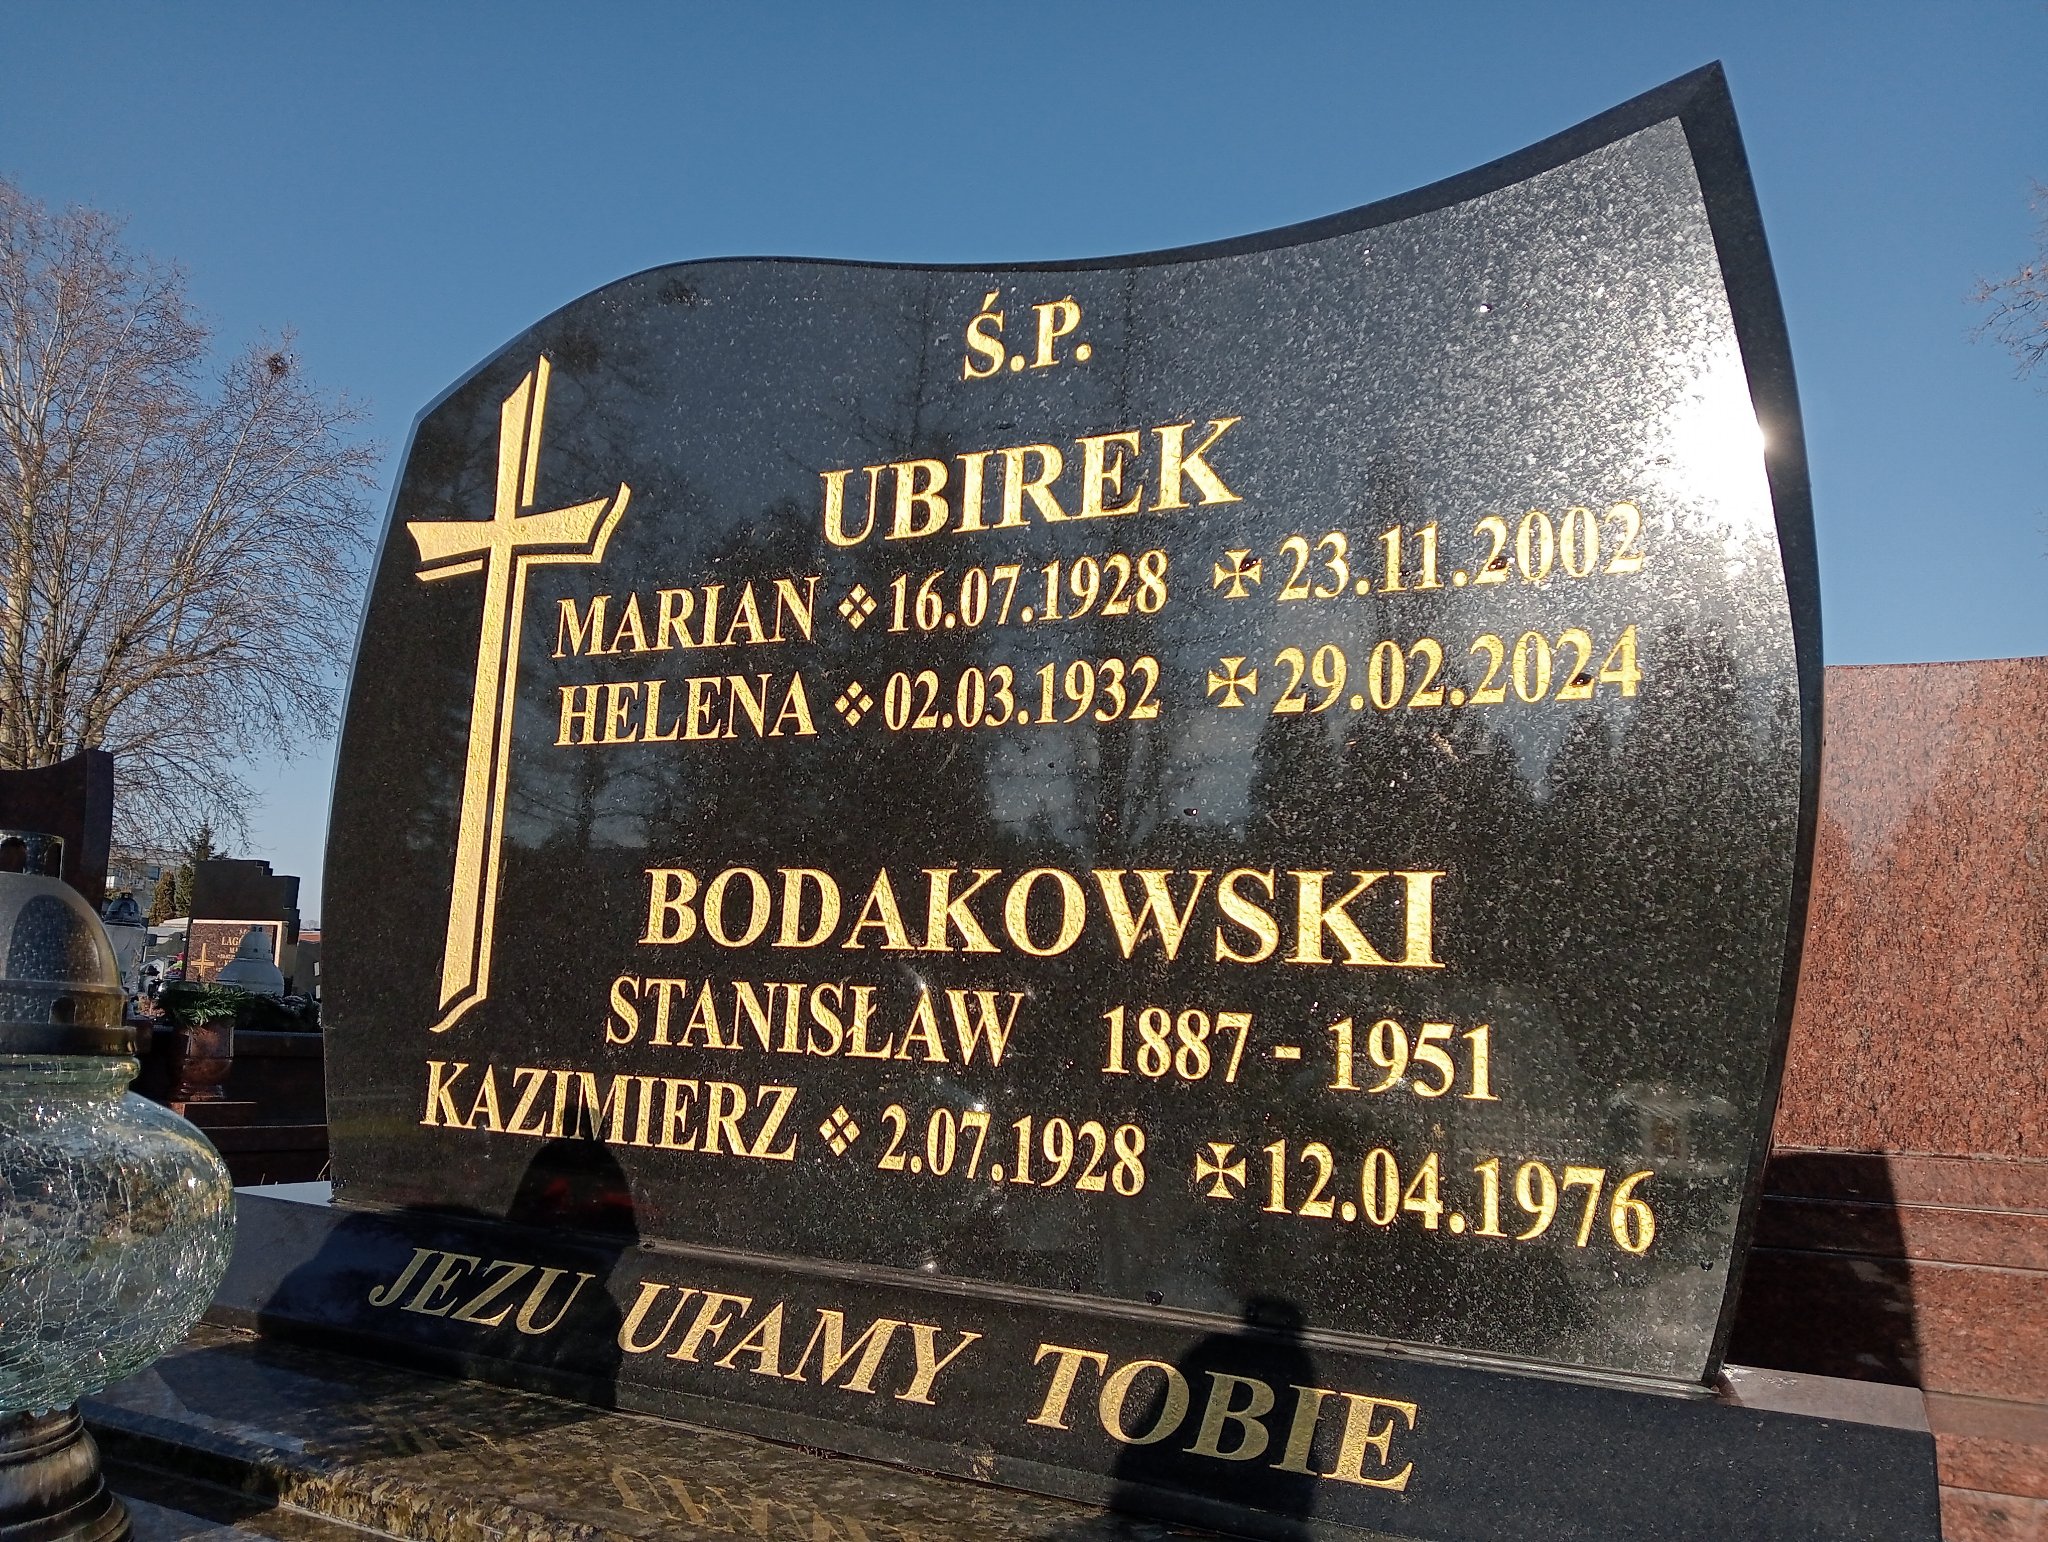 Ś.P.
UBIREK
MARIAN 16.07.1928 23.11.2002
HELENA 02.03.1932 29.02.2024
BODAKOWSKI
STANISŁAW 1887 - 1951
KAZIMIERZ 2.07.1928 12.04.1976
JEZU UFAMY TOBIE